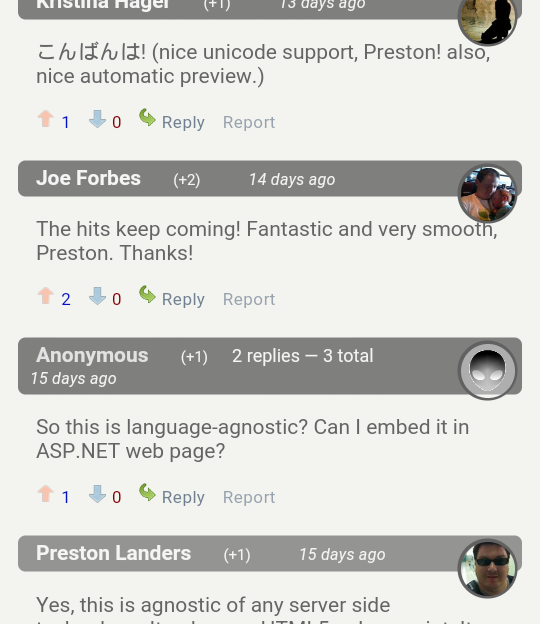 Kristina Hager (+1) 13 days ago
こんばんは! (nice unicode support, Preston! also,
nice automatic preview.)
1 0 Reply Report
Joe Forbes (+2) 14 days ago
The hits keep coming! Fantastic and very smooth,
Preston. Thanks!
2 0 Reply Report
Anonymous (+1) 2 replies — 3 total
15 days ago
So this is language-agnostic? Can I embed it in
ASP.NET web page?
1 0 Reply Report
Preston Landers (+1) 15 days ago
Yes, this is agnostic of any server side